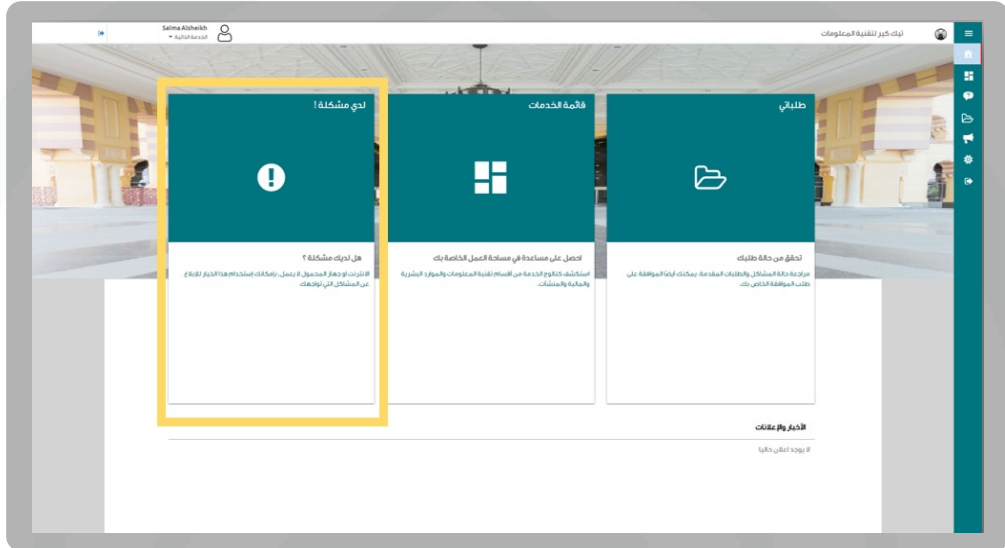 تيك كير لتقنية المعلومات
Salma Alsheikh
الخدمة الذاتية
طلباتي
قائمة الخدمات
لدي مشكلة !
تحقق من حالة طلبك
مراجعة حالة المشاكل والطلبات المقدمة. يمكنك أيضا الموافقة على
طلب الموافقة الخاص بك.
احصل على مساعدة في مساحة العمل الخاصة بك
استكشف كتالوج الخدمة من أقسام تقنية المعلومات والموارد البشرية
والمالية والمنشآت.
هل لديك مشكلة ؟
الانترنت او جهاز المحمول لا يعمل, بإمكانك إستخدام هذا الخيار للإبلاغ
عن المشاكل التي تواجهك
الأخبار والإعلانات
لا يوجد اعلان حاليا